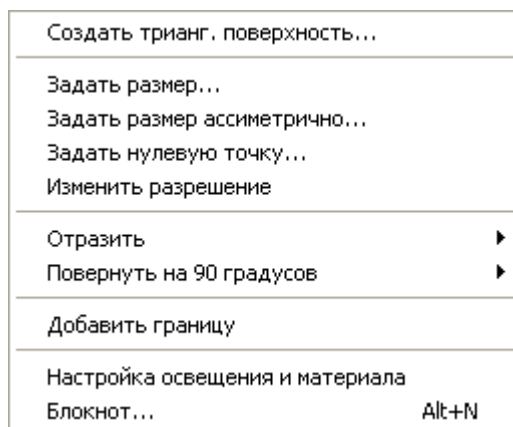 Создать трианг. поверхность...
Задать размер...
Задать размер ассиметрично...
Задать нулевую точку...
Изменить разрешение
Отразить
Повернуть на 90 градусов
Добавить границу
Настройка освещения и материала
Блокнот... Alt+N